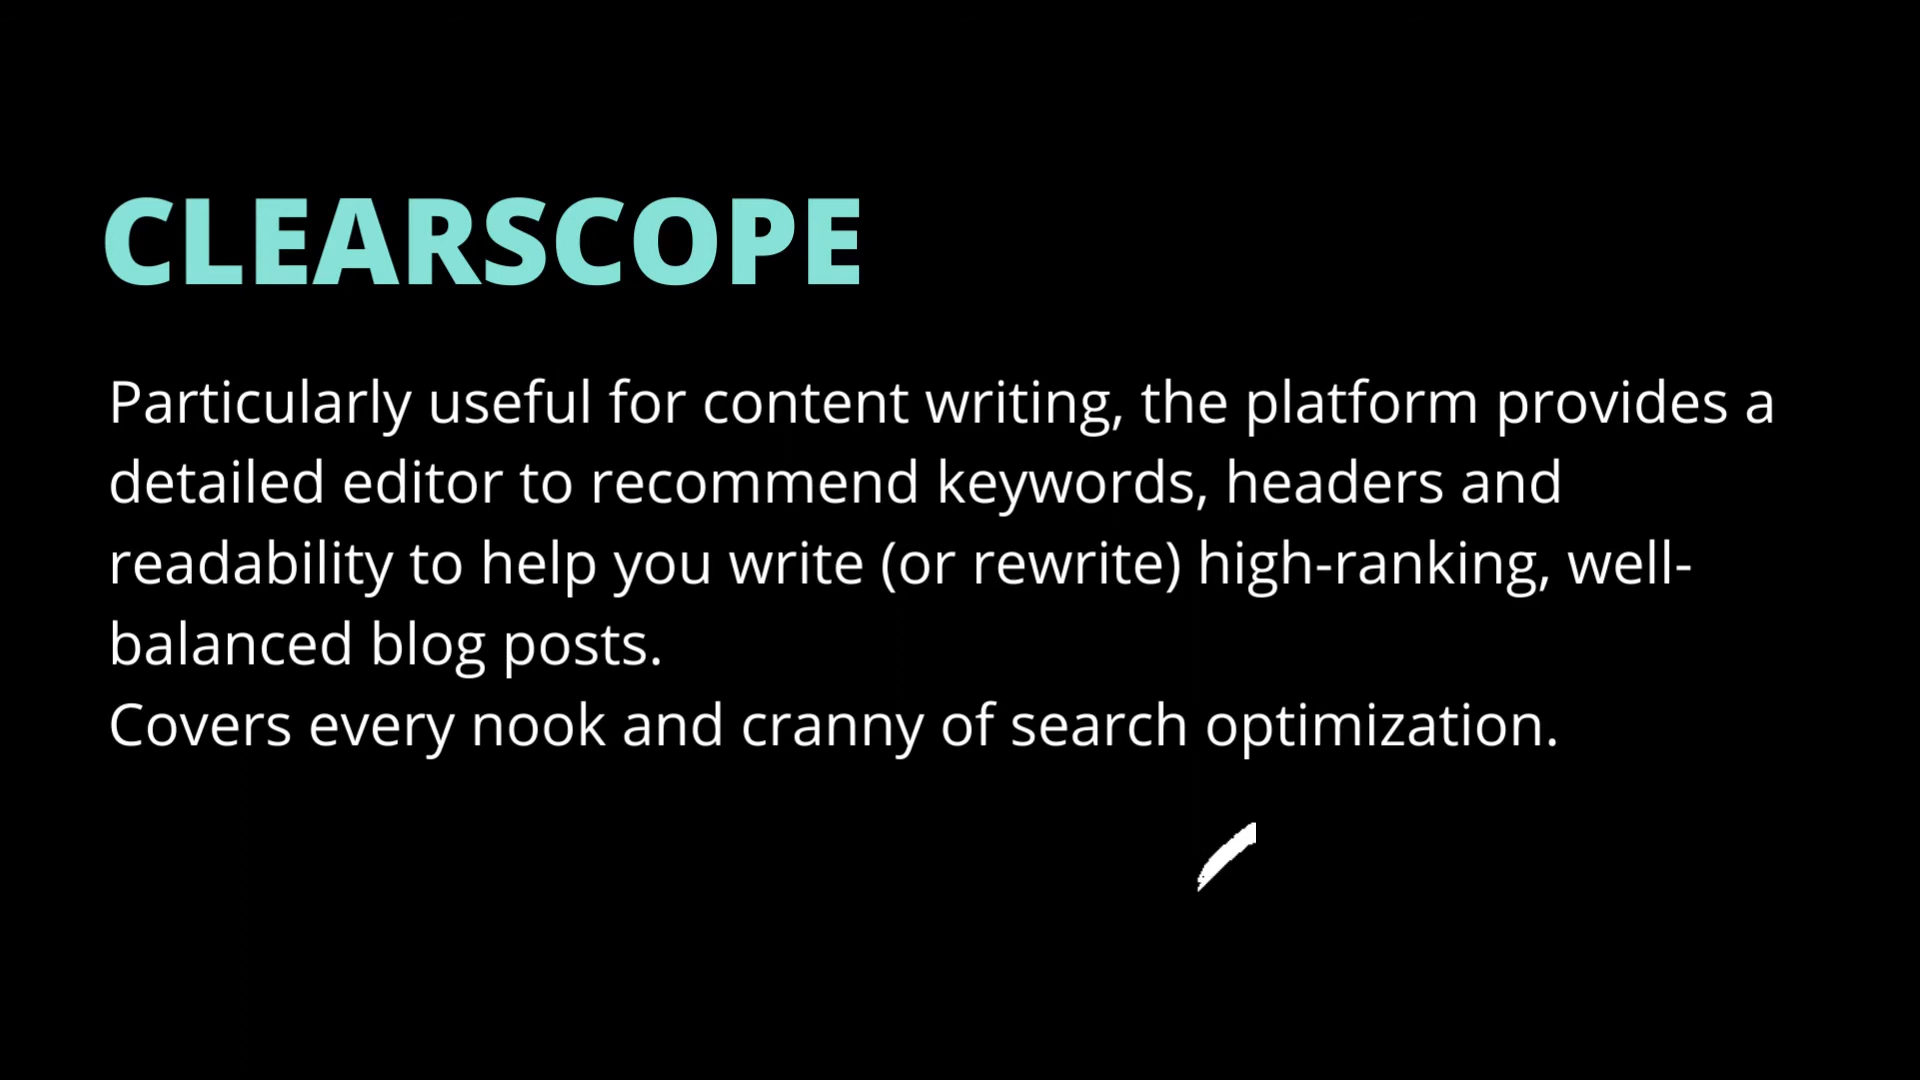 CLEARSCOPE
Particularly useful for content writing, the platform provides a
detailed editor to recommend keywords, headers and
readability to help you write (or rewrite) high-ranking, well-
balanced blog posts.
Covers every nook and cranny of search optimization.